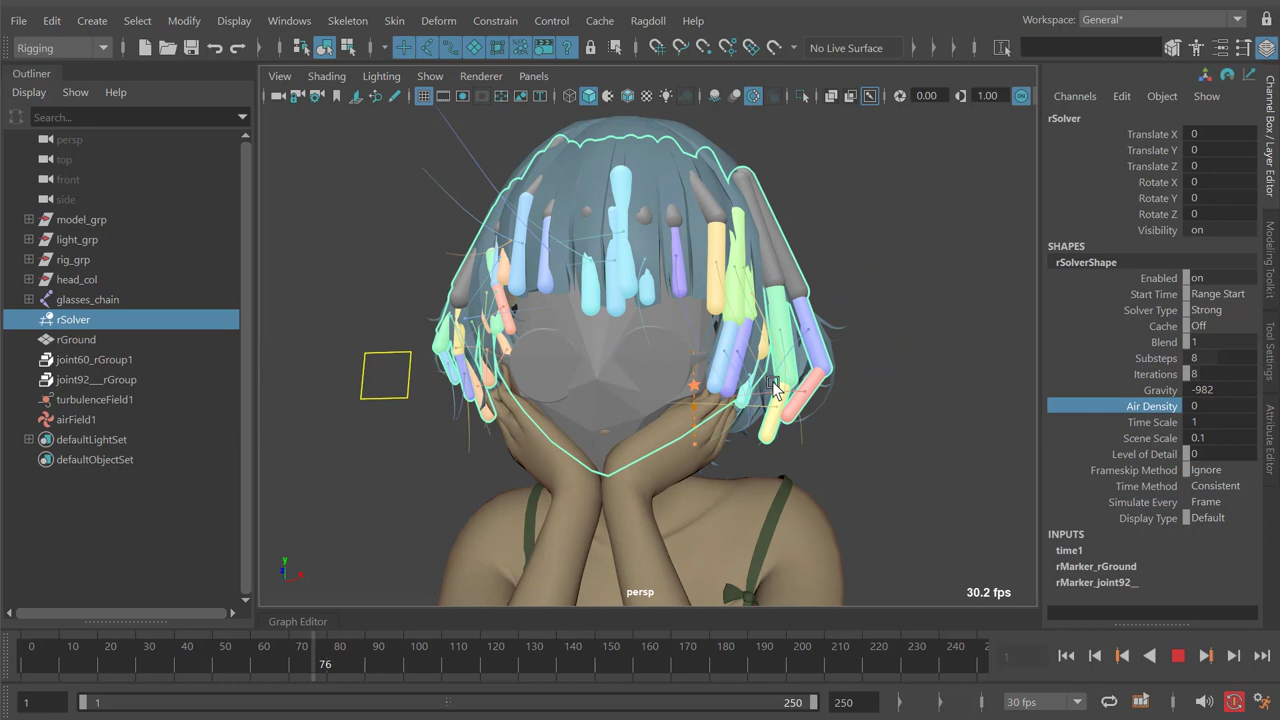 File Edit Create Select Modify Display Windows Skeleton Skin Deform Constrain Control Cache Ragdoll Help
Workspace: General*
Rigging
No Live Surface
Outliner
Display Show Help
Search...
persp
top
front
side
model_grp
light_grp
rig_grp
head_col
glasses_chain
rSolver
rGround
joint60_rGroup1
joint92___rGroup
turbulenceField1
airField1
defaultLightSet
defaultObjectSet
View Shading Lighting Show Renderer Panels
0.00 1.00
y
z x
persp
30.2 fps
Graph Editor
Channels Edit Object Show
rSolver
Translate X 0
Translate Y 0
Translate Z 0
Rotate X 0
Rotate Y 0
Rotate Z 0
Visibility on
SHAPES
rSolverShape
Enabled on
Start Time Range Start
Solver Type Strong
Cache Off
Blend 1
Substeps 8
Iterations 8
Gravity -982
Air Density 0
Time Scale 1
Scene Scale 0.1
Level of Detail 0
Frameskip Method Ignore
Time Method Consistent
Simulate Every Frame
Display Type Default
INPUTS
time1
rMarker_rGround
rMarker_joint92__
Channel Box / Layer Editor
Modeling Toolkit
Tool Settings
Attribute Editor
0 10 20 30 40 50 60 70 80 90 100 110 120 130 140 150 160 170 180 190 200 210 220 230 240 2
76
1
1 1 250 250 30 fps